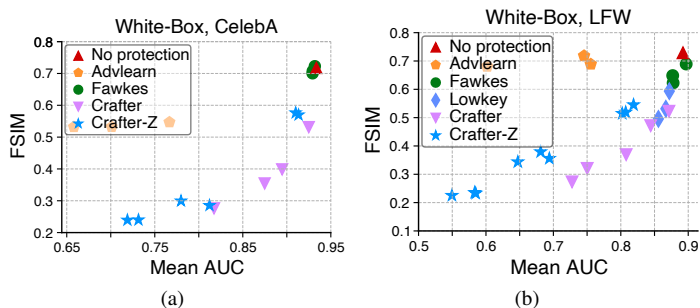 White-Box, CelebA
0.8
0.7
0.6
0.5
0.4
0.3
0.2
FSIM
No protection
Advlearn
Fawkes
Crafter
Crafter-Z
0.65
0.75
0.85
0.95
Mean AUC
(a)
White-Box, LFW
0.8
0.7
0.6
0.5
0.4
0.3
0.2
0.1
FSIM
No protection
Advlearn
Fawkes
Lowkey
Crafter
Crafter-Z
0.5
0.6
0.7
0.8
0.9
Mean AUC
(b)